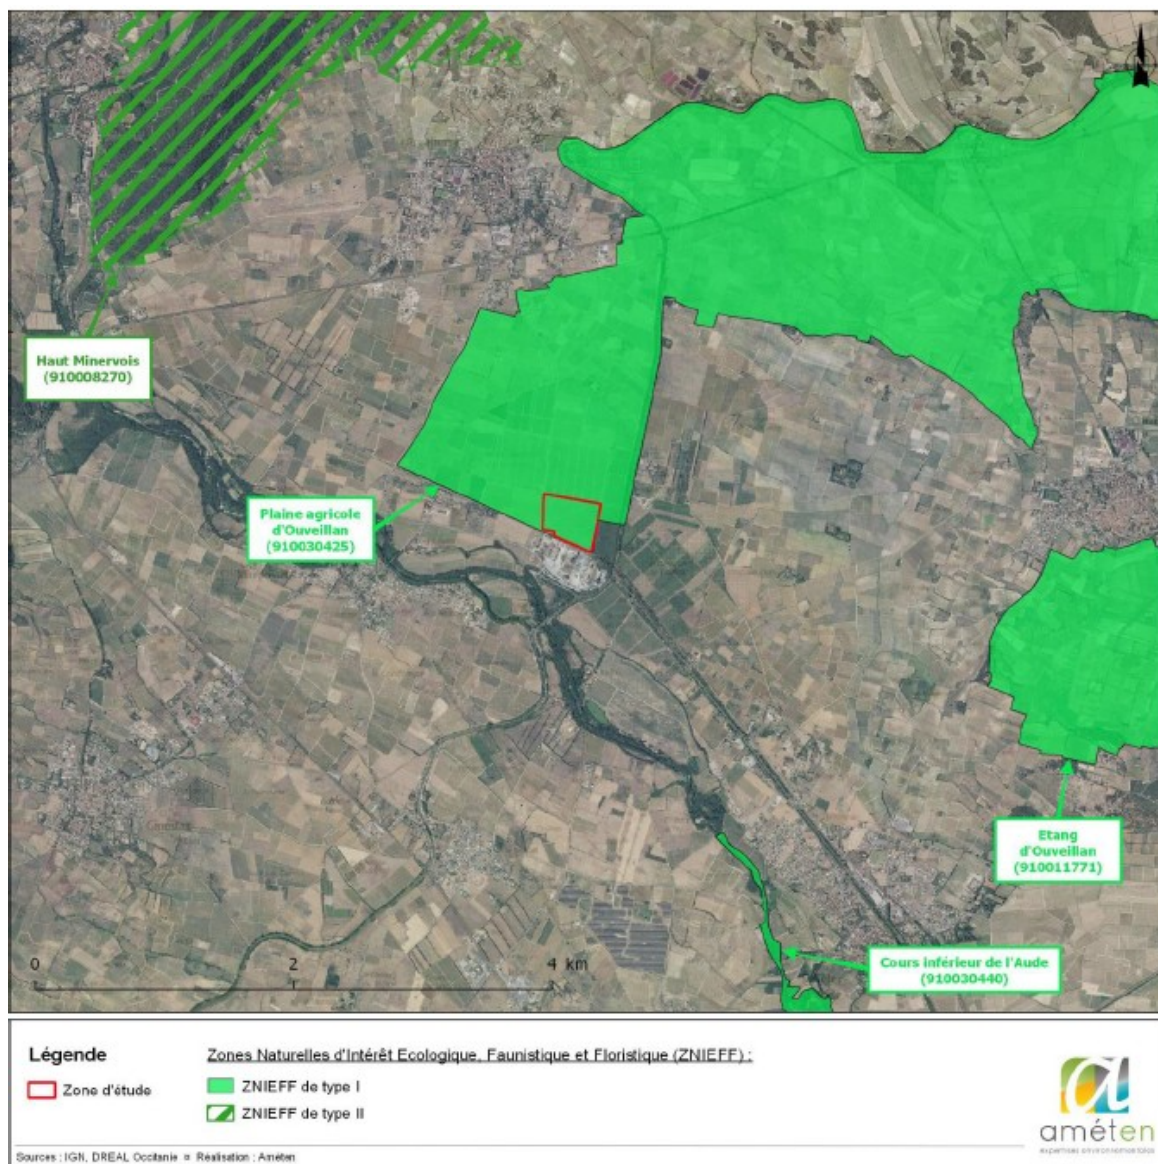 N
Haut Minervois
(910008270)
Plaine agricole
d'Ouveillan
(910030425)
Etang
d'Ouveillan
(910011771)
Cours inférieur de l'Aude
(910030440)
0 2 4 km
Légende
Zone d'étude
Zones Naturelles d'Intérêt Ecologique, Faunistique et Floristique (ZNIEFF) :
ZNIEFF de type I
ZNIEFF de type II
améten
expertises environnementales
Sources : IGN, DREAL Occitanie ¤ Réalisation : Améten